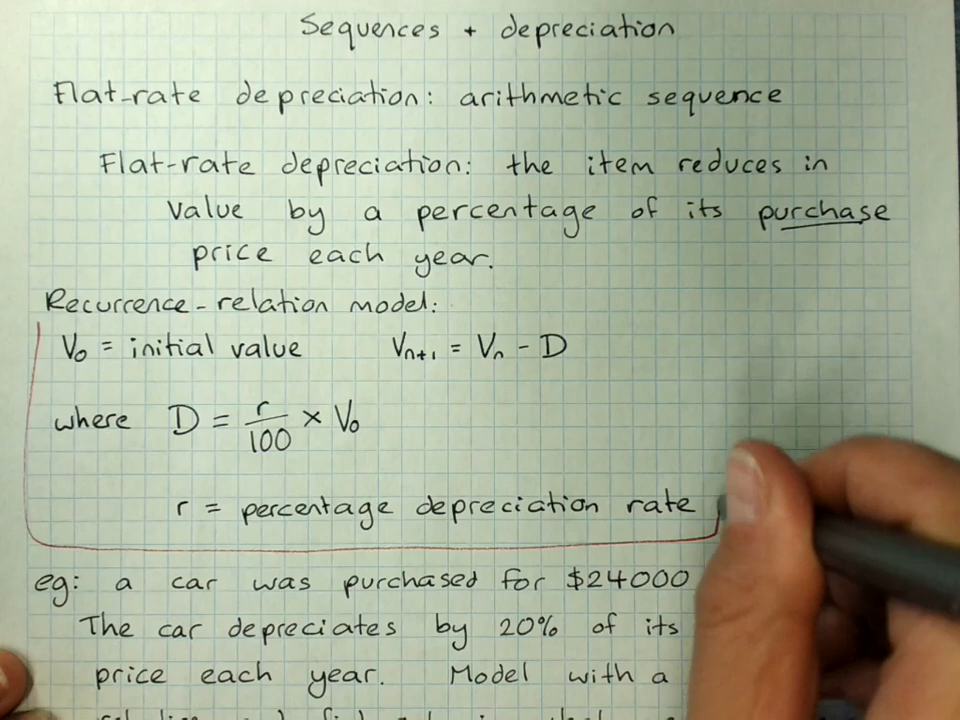 Sequences + depreciation
Flat-rate depreciation: arithmetic sequence
Flat-rate depreciation: the item reduces in
value by a percentage of its purchase
price each year.
Recurrence-relation model:
V₀ = initial value Vₙ₊₁ = Vₙ - D
where D = r/100 × V₀
r = percentage depreciation rate
eg: a car was purchased for $24000
The car depreciates by 20% of its
price each year. Model with a